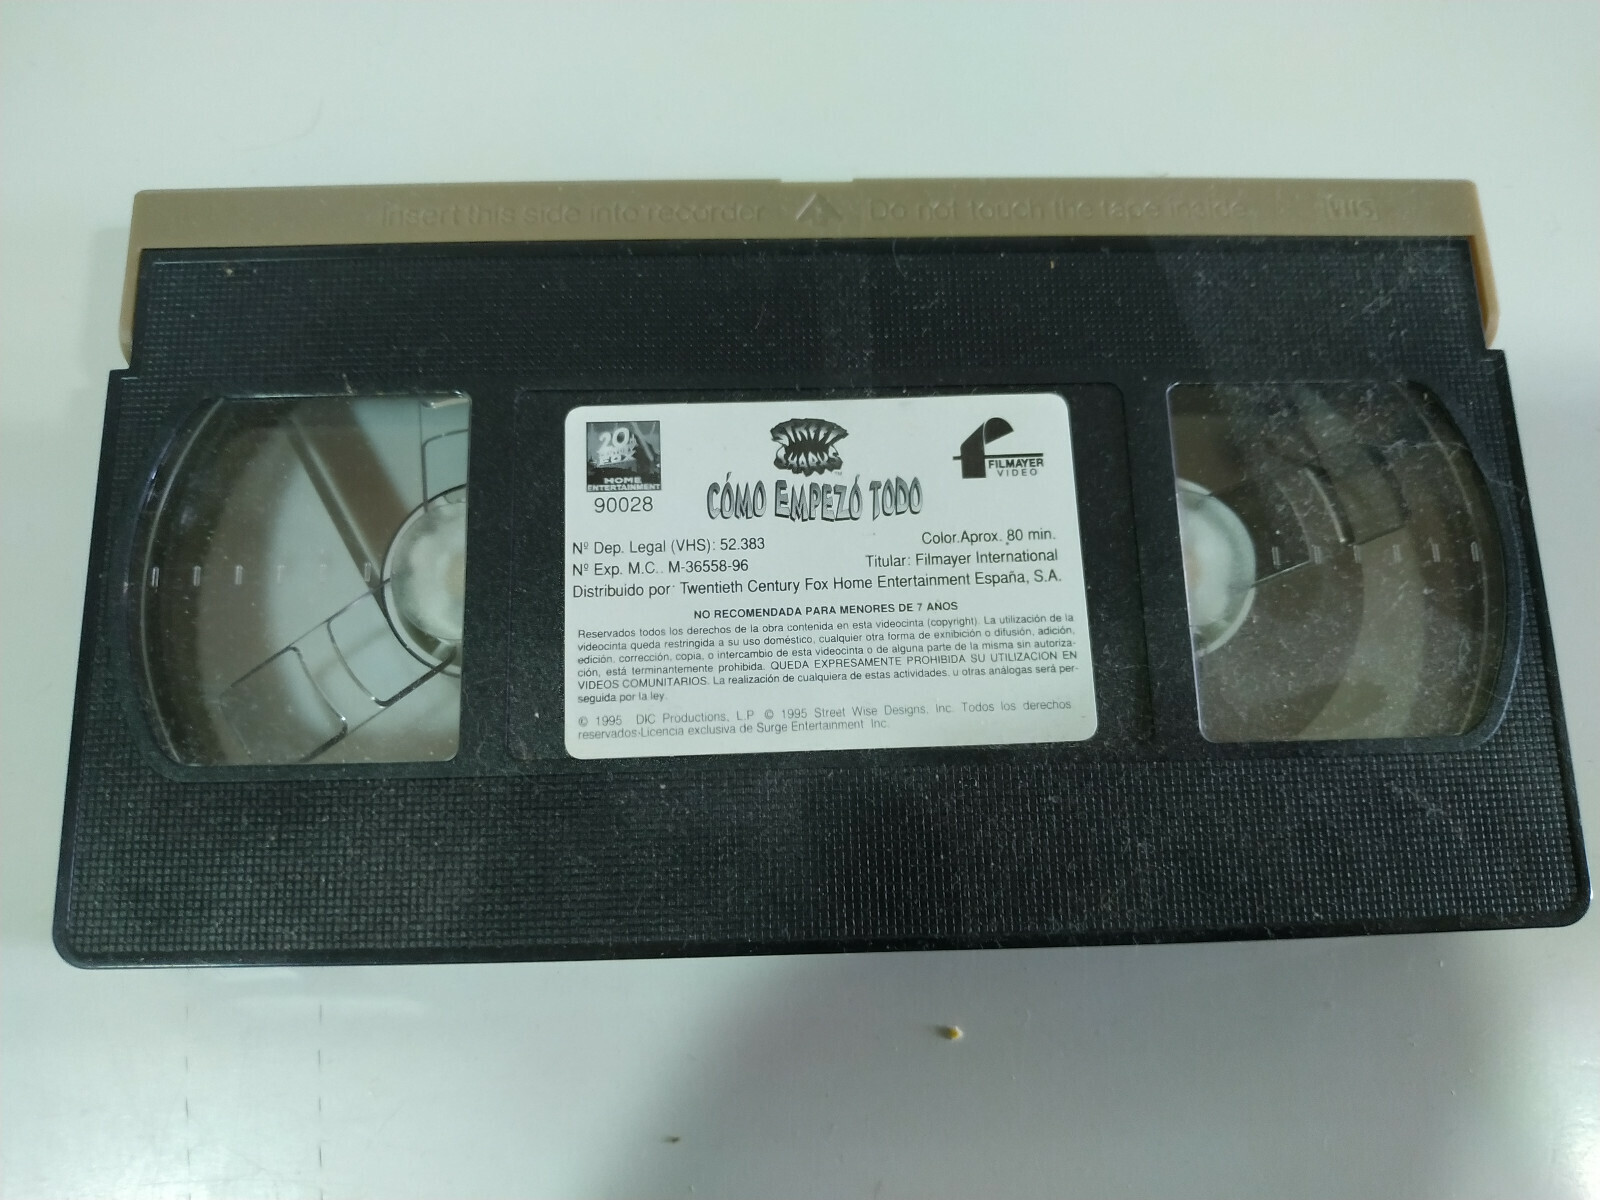 Insert this side into recorder Do not touch the tape inside VHS
20th CENTURY FOX
HOME
ENTERTAINMENT
90028
STREET
SHARKS
™
CÓMO EMPEZÓ TODO
FILMAYER
VIDEO
Nº Dep. Legal (VHS): 52.383
Color.Aprox. 80 min.
Nº Exp. M.C.. M-36558-96
Titular: Filmayer International
Distribuido por: Twentieth Century Fox Home Entertainment España, S.A.
NO RECOMENDADA PARA MENORES DE 7 AÑOS
Reservados todos los derechos de la obra contenida en esta videocinta (copyright). La utilización de la
videocinta queda restringida a su uso doméstico, cualquier otra forma de exhibición o difusión, adición,
edición, corrección, copia, o intercambio de esta videocinta o de alguna parte de la misma sin autoriza-
ción, está terminantemente prohibida. QUEDA EXPRESAMENTE PROHIBIDA SU UTILIZACION EN
VIDEOS COMUNITARIOS. La realización de cualquiera de estas actividades, u otras análogas será per-
seguida por la ley.
© 1995 DIC Productions, L.P © 1995 Street Wise Designs, Inc. Todos los derechos
reservados-Licencia exclusiva de Surge Entertainment Inc.